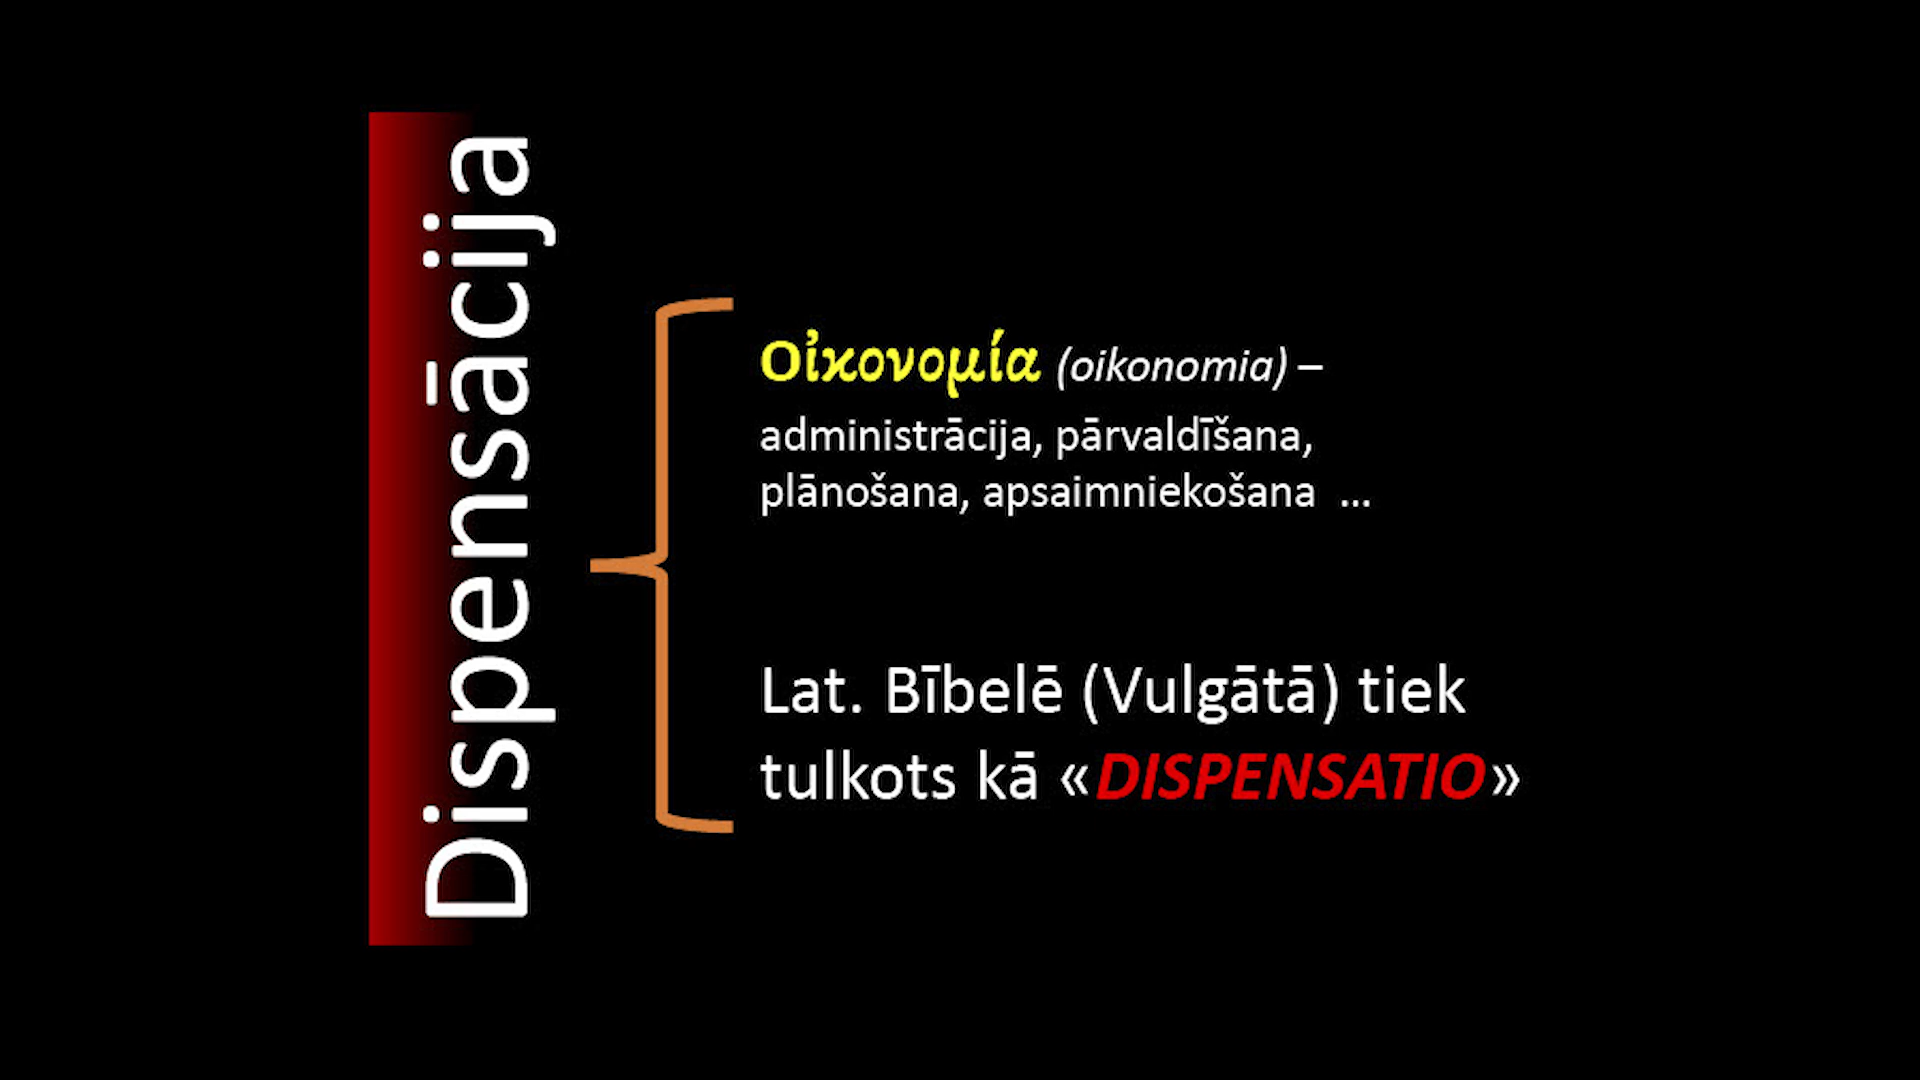 Dispensācija
Οἰκονομία (oikonomia) –
administrācija, pārvaldīšana,
plānošana, apsaimniekošana ...
Lat. Bībelē (Vulgātā) tiek
tulkots kā «DISPENSATIO»